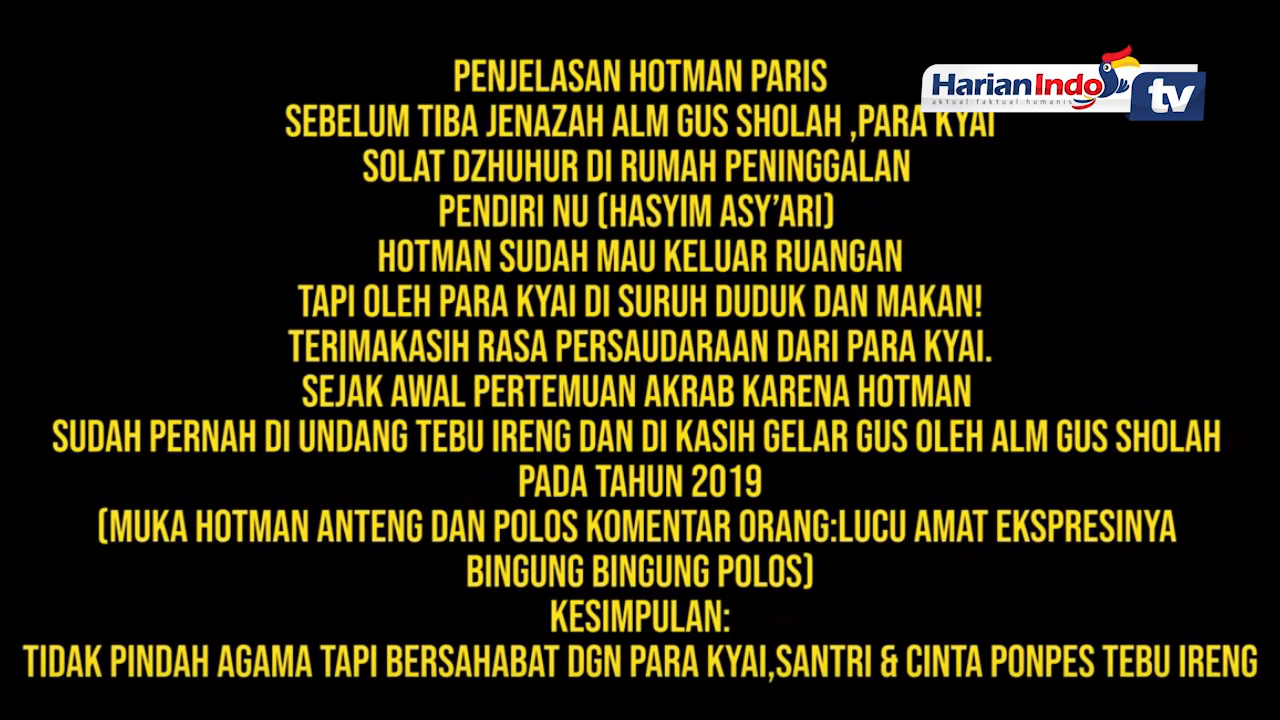 PENJELASAN HOTMAN PARIS
SEBELUM TIBA JENAZAH ALM GUS SHOLAH ,PARA KYAI
SOLAT DZHUHUR DI RUMAH PENINGGALAN
PENDIRI NU (HASYIM ASY'ARI)
HOTMAN SUDAH MAU KELUAR RUANGAN
TAPI OLEH PARA KYAI DI SURUH DUDUK DAN MAKAN!
TERIMAKASIH RASA PERSAUDARAAN DARI PARA KYAI.
SEJAK AWAL PERTEMUAN AKRAB KARENA HOTMAN
SUDAH PERNAH DI UNDANG TEBU IRENG DAN DI KASIH GELAR GUS OLEH ALM GUS SHOLAH
PADA TAHUN 2019
(MUKA HOTMAN ANTENG DAN POLOS KOMENTAR ORANG:LUCU AMAT EKSPRESINYA
BINGUNG BINGUNG POLOS)
KESIMPULAN:
TIDAK PINDAH AGAMA TAPI BERSAHABAT DGN PARA KYAI,SANTRI & CINTA PONPES TEBU IRENG
HarianIndo tv
aktual.faktual.humanis